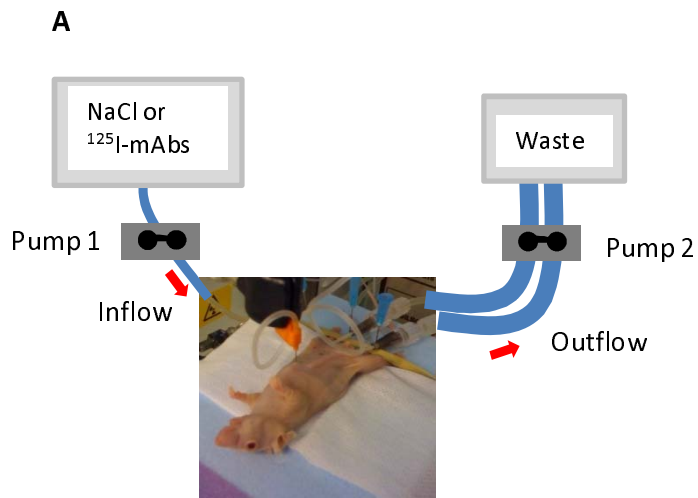 A
NaCl or
¹²⁵I-mAbs
Waste
Pump 1
Pump 2
Inflow
Outflow